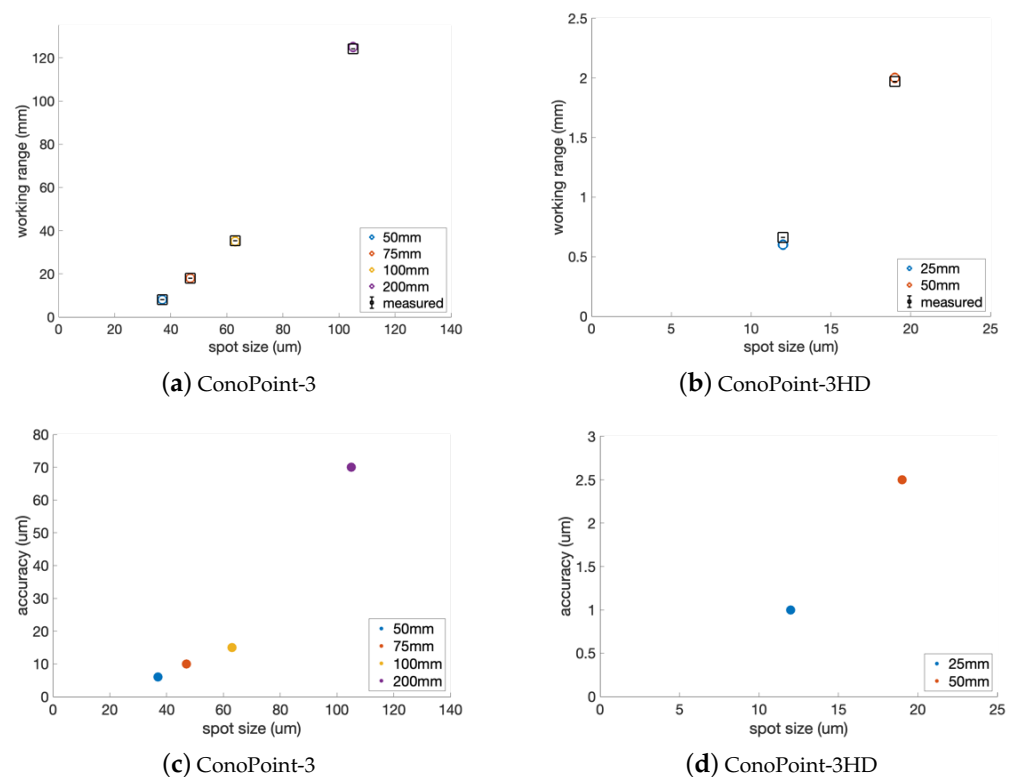 working range (mm)
120
100
80
60
40
20
0
0 20 40 60 80 100 120 140
spot size (um)
50mm
75mm
100mm
200mm
measured
(a) ConoPoint-3
working range (mm)
2.5
2
1.5
1
0.5
0
0 5 10 15 20 25
spot size (um)
25mm
50mm
measured
(b) ConoPoint-3HD
accuracy (um)
80
70
60
50
40
30
20
10
0
0 20 40 60 80 100 120 140
spot size (um)
50mm
75mm
100mm
200mm
(c) ConoPoint-3
accuracy (um)
3
2.5
2
1.5
1
0.5
0
0 5 10 15 20 25
spot size (um)
25mm
50mm
(d) ConoPoint-3HD